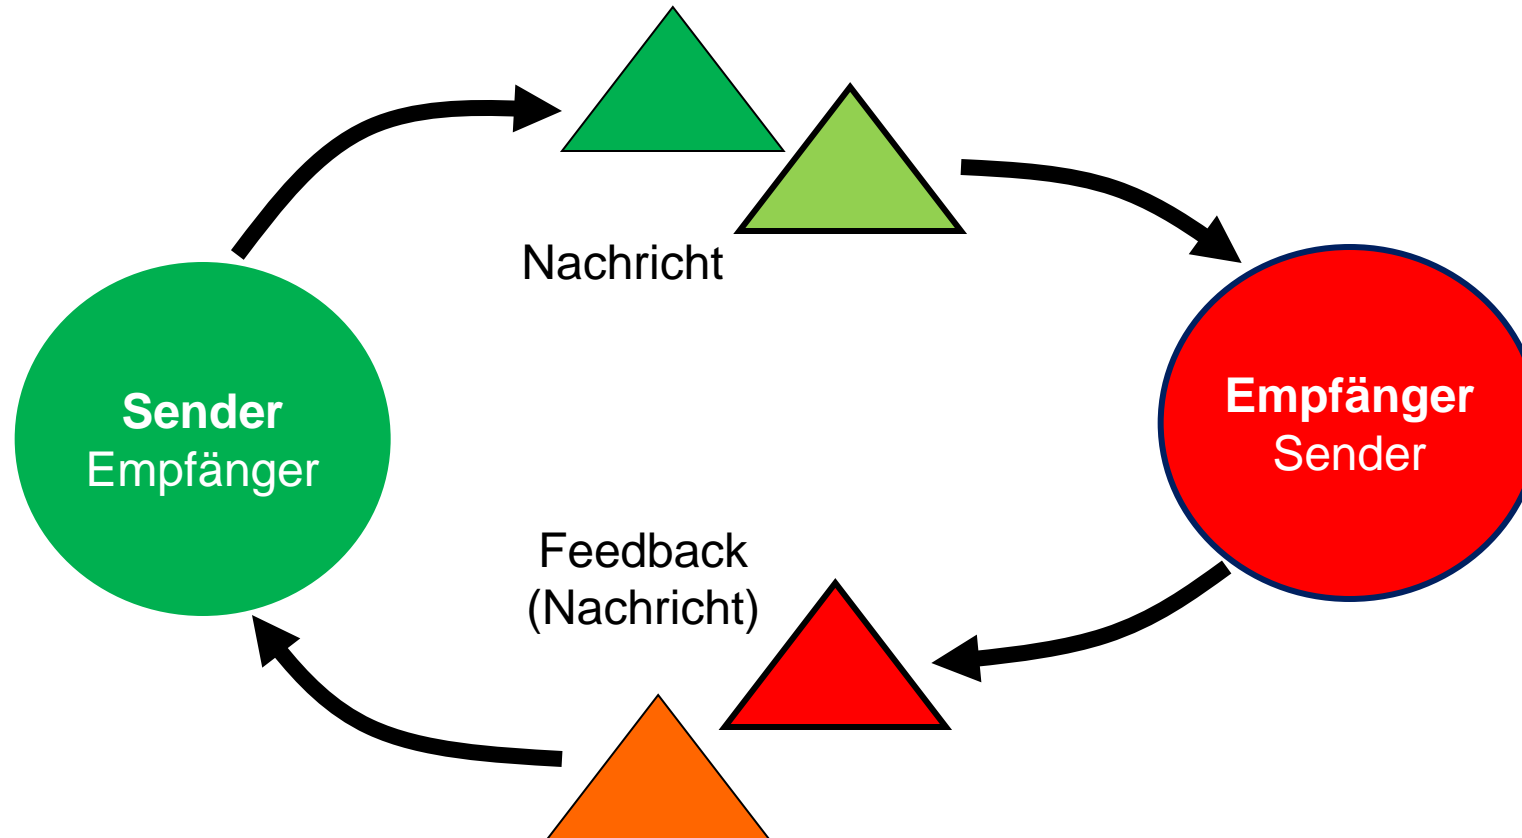 Nachricht
Sender
Empfänger
Empfänger
Sender
Feedback
(Nachricht)